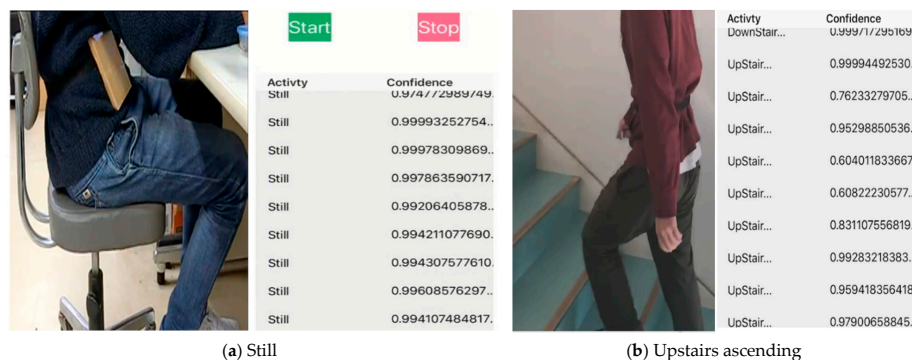 Start Stop
Activty Confidence
Still 0.974772989749.
Still 0.99993252754..
Still 0.99978309869...
Still 0.997863590717.
Still 0.99206405878..
Still 0.994211077690.
Still 0.994307577610.
Still 0.99608576297..
Still 0.994107484817.
(a) Still
Activty Confidence
DownStair... 0.999717295169
UpStair... 0.99994492530.
UpStair... 0.76233279705..
UpStair... 0.95298850536.
UpStair... 0.604011833667
UpStair... 0.60822230577.
UpStair... 0.831107556819.
UpStair... 0.99283218383.
UpStair... 0.959418356418
UpStair... 0.97900658845.
(b) Upstairs ascending